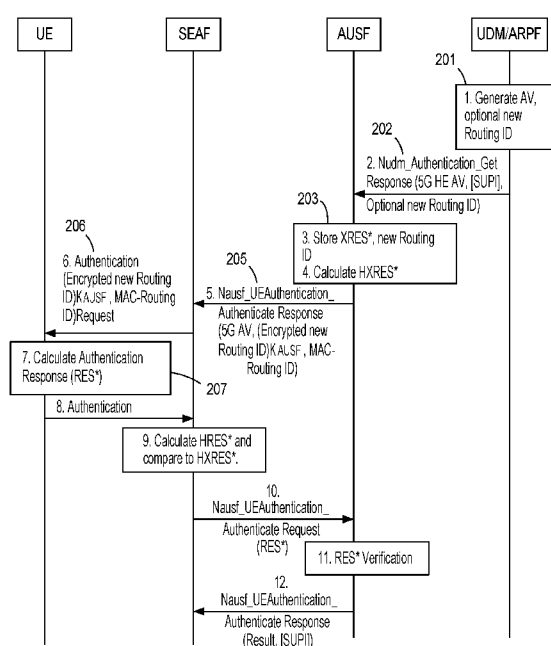 UE
SEAF
AUSF
UDM/ARPF
201
1. Generate AV,
optional new
Routing ID
202
2. Nudm_Authentication_Get
Response (5G HE AV, [SUPI],
Optional new Routing ID)
203
3. Store XRES*, new Routing
ID
4. Calculate HXRES*
205
5. Nausf_UEAuthentication_
Authenticate Response
(5G AV, (Encrypted new
Routing ID)KAUSF, MAC-
Routing ID)
206
6. Authentication
(Encrypted new Routing
ID)KAUSF, MAC-Routing
ID)Request
7. Calculate Authentication
Response (RES*)
207
8. Authentication
9. Calculate HRES* and
compare to HXRES*.
10.
Nausf_UEAuthentication_
Authenticate Request
(RES*)
11. RES* Verification
12.
Nausf_UEAuthentication_
Authenticate Response
(Result, [SUPI])